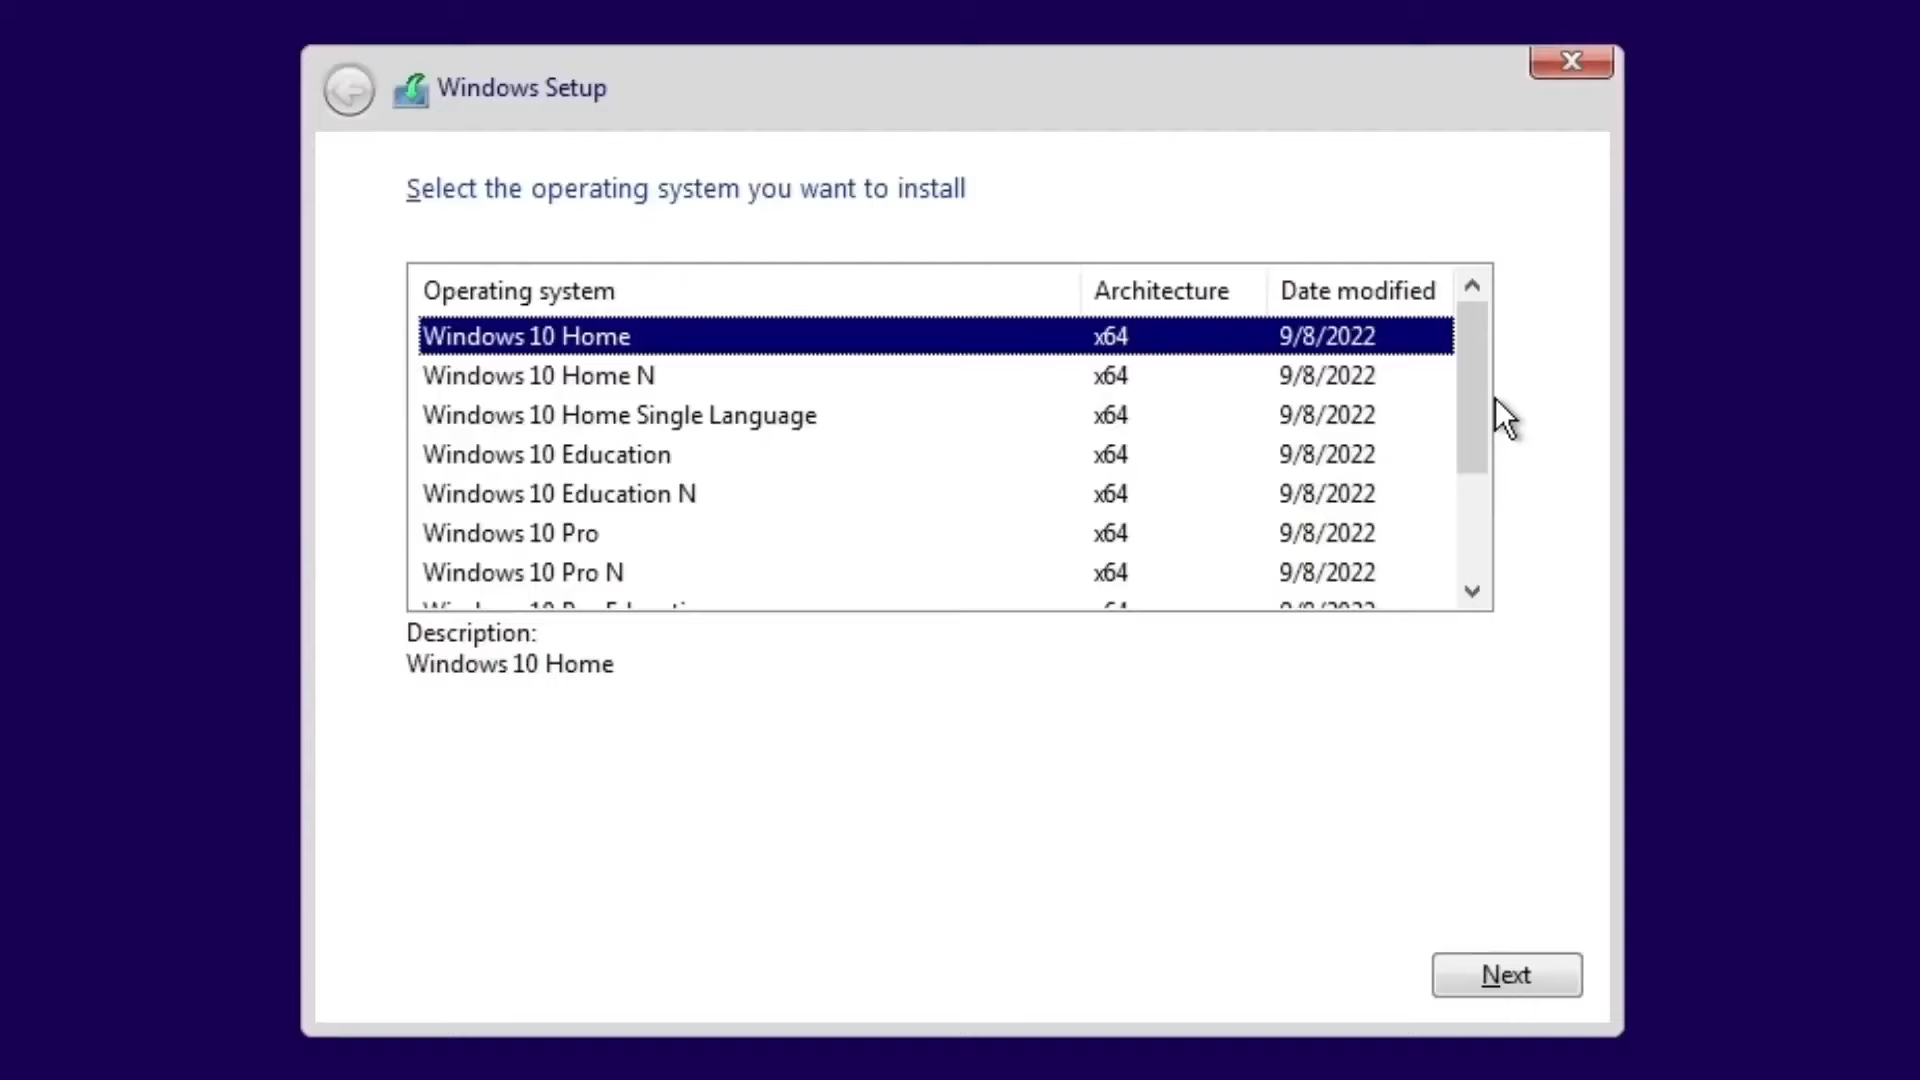 Windows Setup
Select the operating system you want to install
Operating system Architecture Date modified
Windows 10 Home x64 9/8/2022
Windows 10 Home N x64 9/8/2022
Windows 10 Home Single Language x64 9/8/2022
Windows 10 Education x64 9/8/2022
Windows 10 Education N x64 9/8/2022
Windows 10 Pro x64 9/8/2022
Windows 10 Pro N x64 9/8/2022
Description:
Windows 10 Home
Next